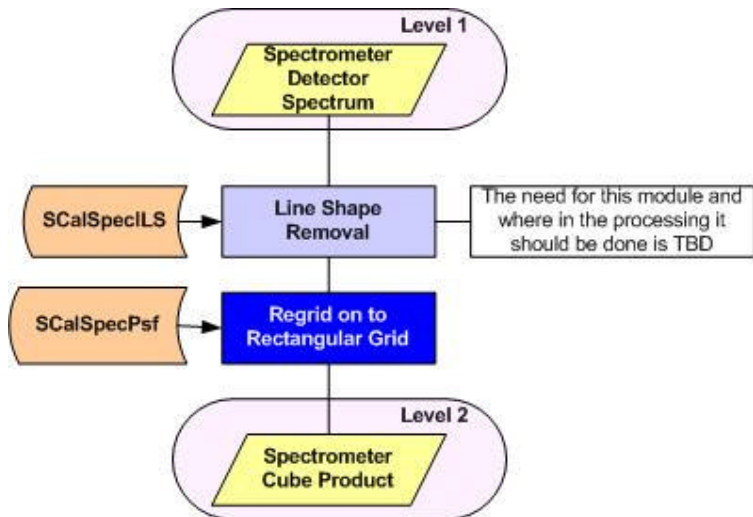 Level 1
Spectrometer
Detector
Spectrum
SCalSpecILS
Line Shape
Removal
The need for this module and
where in the processing it
should be done is TBD
SCalSpecPsf
Regrid on to
Rectangular Grid
Level 2
Spectrometer
Cube Product